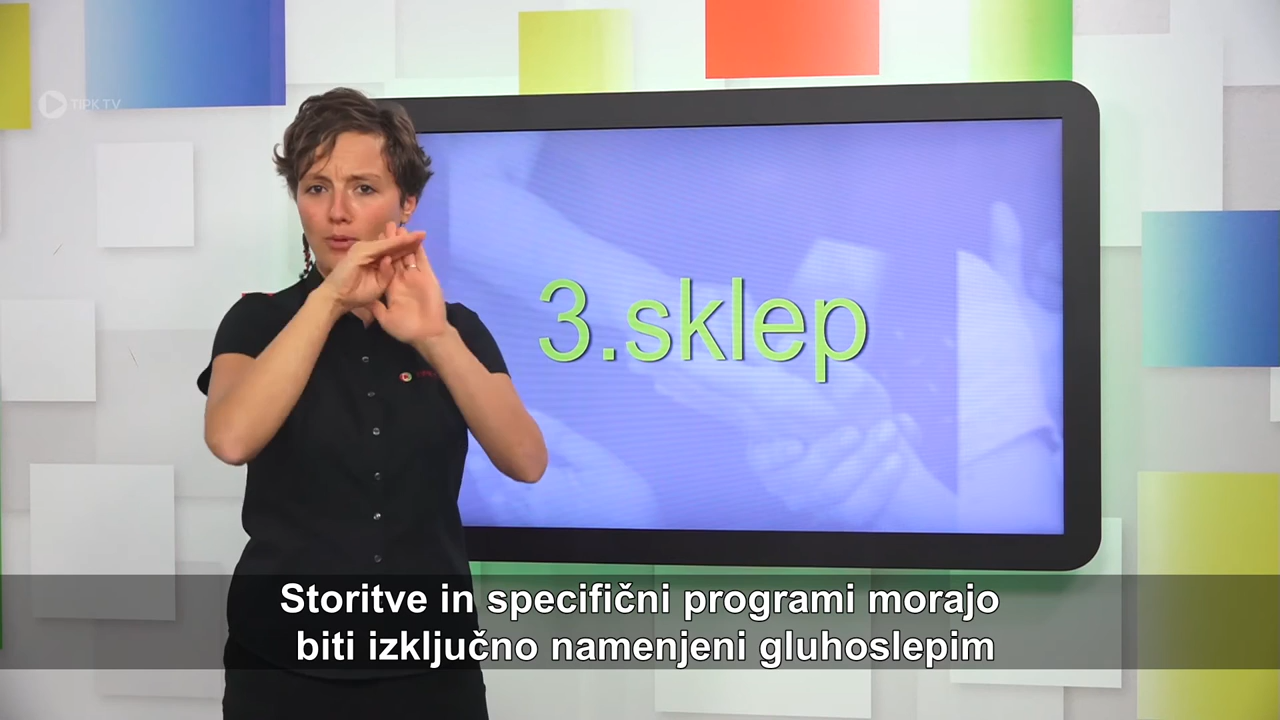 TIPK TV
3.sklep
Storitve in specifični programi morajo
biti izključno namenjeni gluhoslepim